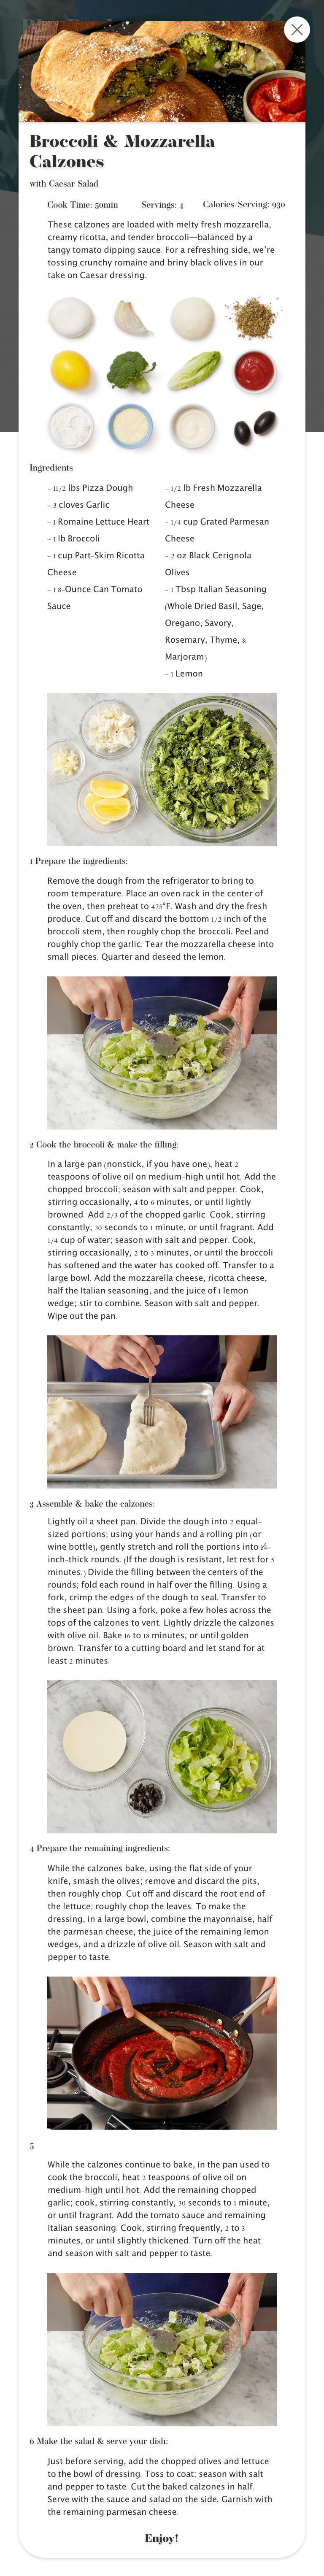 Broccoli & Mozzarella
Calzones
with Caesar Salad
Cook Time: 50min Servings: 4 Calories/Serving: 930
These calzones are loaded with melty fresh mozzarella,
creamy ricotta, and tender broccoli—balanced by a
tangy tomato dipping sauce. For a refreshing side, we're
tossing crunchy romaine and briny black olives in our
take on Caesar dressing.
Ingredients
- 11/2 lbs Pizza Dough
- 3 cloves Garlic
- 1 Romaine Lettuce Heart
- 1 lb Broccoli
- 1 cup Part-Skim Ricotta
Cheese
- 1 8-Ounce Can Tomato
Sauce
- 1/2 lb Fresh Mozzarella
Cheese
- 1/4 cup Grated Parmesan
Cheese
- 2 oz Black Cerignola
Olives
- 1 Tbsp Italian Seasoning
(Whole Dried Basil, Sage,
Oregano, Savory,
Rosemary, Thyme, &
Marjoram)
- 1 Lemon
1 Prepare the ingredients:
Remove the dough from the refrigerator to bring to
room temperature. Place an oven rack in the center of
the oven, then preheat to 475°F. Wash and dry the fresh
produce. Cut off and discard the bottom 1/2 inch of the
broccoli stem, then roughly chop the broccoli. Peel and
roughly chop the garlic. Tear the mozzarella cheese into
small pieces. Quarter and deseed the lemon.
2 Cook the broccoli & make the filling:
In a large pan (nonstick, if you have one), heat 2
teaspoons of olive oil on medium-high until hot. Add the
chopped broccoli; season with salt and pepper. Cook,
stirring occasionally, 4 to 6 minutes, or until lightly
browned. Add 2/3 of the chopped garlic. Cook, stirring
constantly, 30 seconds to 1 minute, or until fragrant. Add
1/4 cup of water; season with salt and pepper. Cook,
stirring occasionally, 2 to 3 minutes, or until the broccoli
has softened and the water has cooked off. Transfer to a
large bowl. Add the mozzarella cheese, ricotta cheese,
half the Italian seasoning, and the juice of 1 lemon
wedge; stir to combine. Season with salt and pepper.
Wipe out the pan.
3 Assemble & bake the calzones:
Lightly oil a sheet pan. Divide the dough into 2 equal-
sized portions; using your hands and a rolling pin (or
wine bottle), gently stretch and roll the portions into ¼-
inch-thick rounds. (If the dough is resistant, let rest for 5
minutes.) Divide the filling between the centers of the
rounds; fold each round in half over the filling. Using a
fork, crimp the edges of the dough to seal. Transfer to
the sheet pan. Using a fork, poke a few holes across the
tops of the calzones to vent. Lightly drizzle the calzones
with olive oil. Bake 16 to 18 minutes, or until golden
brown. Transfer to a cutting board and let stand for at
least 2 minutes.
4 Prepare the remaining ingredients:
While the calzones bake, using the flat side of your
knife, smash the olives; remove and discard the pits,
then roughly chop. Cut off and discard the root end of
the lettuce; roughly chop the leaves. To make the
dressing, in a large bowl, combine the mayonnaise, half
the parmesan cheese, the juice of the remaining lemon
wedges, and a drizzle of olive oil. Season with salt and
pepper to taste.
5
While the calzones continue to bake, in the pan used to
cook the broccoli, heat 2 teaspoons of olive oil on
medium-high until hot. Add the remaining chopped
garlic; cook, stirring constantly, 30 seconds to 1 minute,
or until fragrant. Add the tomato sauce and remaining
Italian seasoning. Cook, stirring frequently, 2 to 3
minutes, or until slightly thickened. Turn off the heat
and season with salt and pepper to taste.
6 Make the salad & serve your dish:
Just before serving, add the chopped olives and lettuce
to the bowl of dressing. Toss to coat; season with salt
and pepper to taste. Cut the baked calzones in half.
Serve with the sauce and salad on the side. Garnish with
the remaining parmesan cheese.
Enjoy!